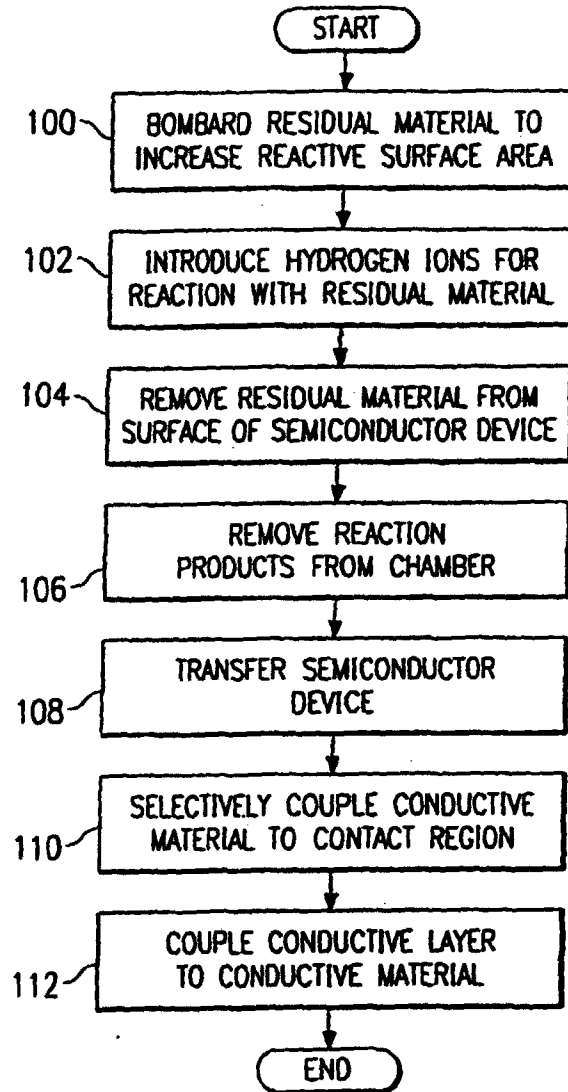 START
100
BOMBARD RESIDUAL MATERIAL TO
INCREASE REACTIVE SURFACE AREA
102
INTRODUCE HYDROGEN IONS FOR
REACTION WITH RESIDUAL MATERIAL
104
REMOVE RESIDUAL MATERIAL FROM
SURFACE OF SEMICONDUCTOR DEVICE
REMOVE REACTION
PRODUCTS FROM CHAMBER
106
TRANSFER SEMICONDUCTOR
DEVICE
108
SELECTIVELY COUPLE CONDUCTIVE
MATERIAL TO CONTACT REGION
110
COUPLE CONDUCTIVE LAYER
TO CONDUCTIVE MATERIAL
112
END